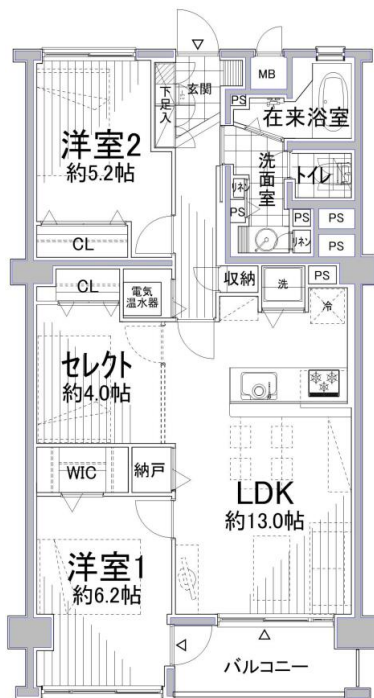 玄関
下足入
MB
PS
在来浴室
洋室2
約5.2帖
洗面室
トイレ
リネン
PS
PS
リネン
PS
CL
CL
電気
温水器
収納
洗
PS
冷
セレクト
約4.0帖
WIC
納戸
LDK
約13.0帖
洋室1
約6.2帖
バルコニー